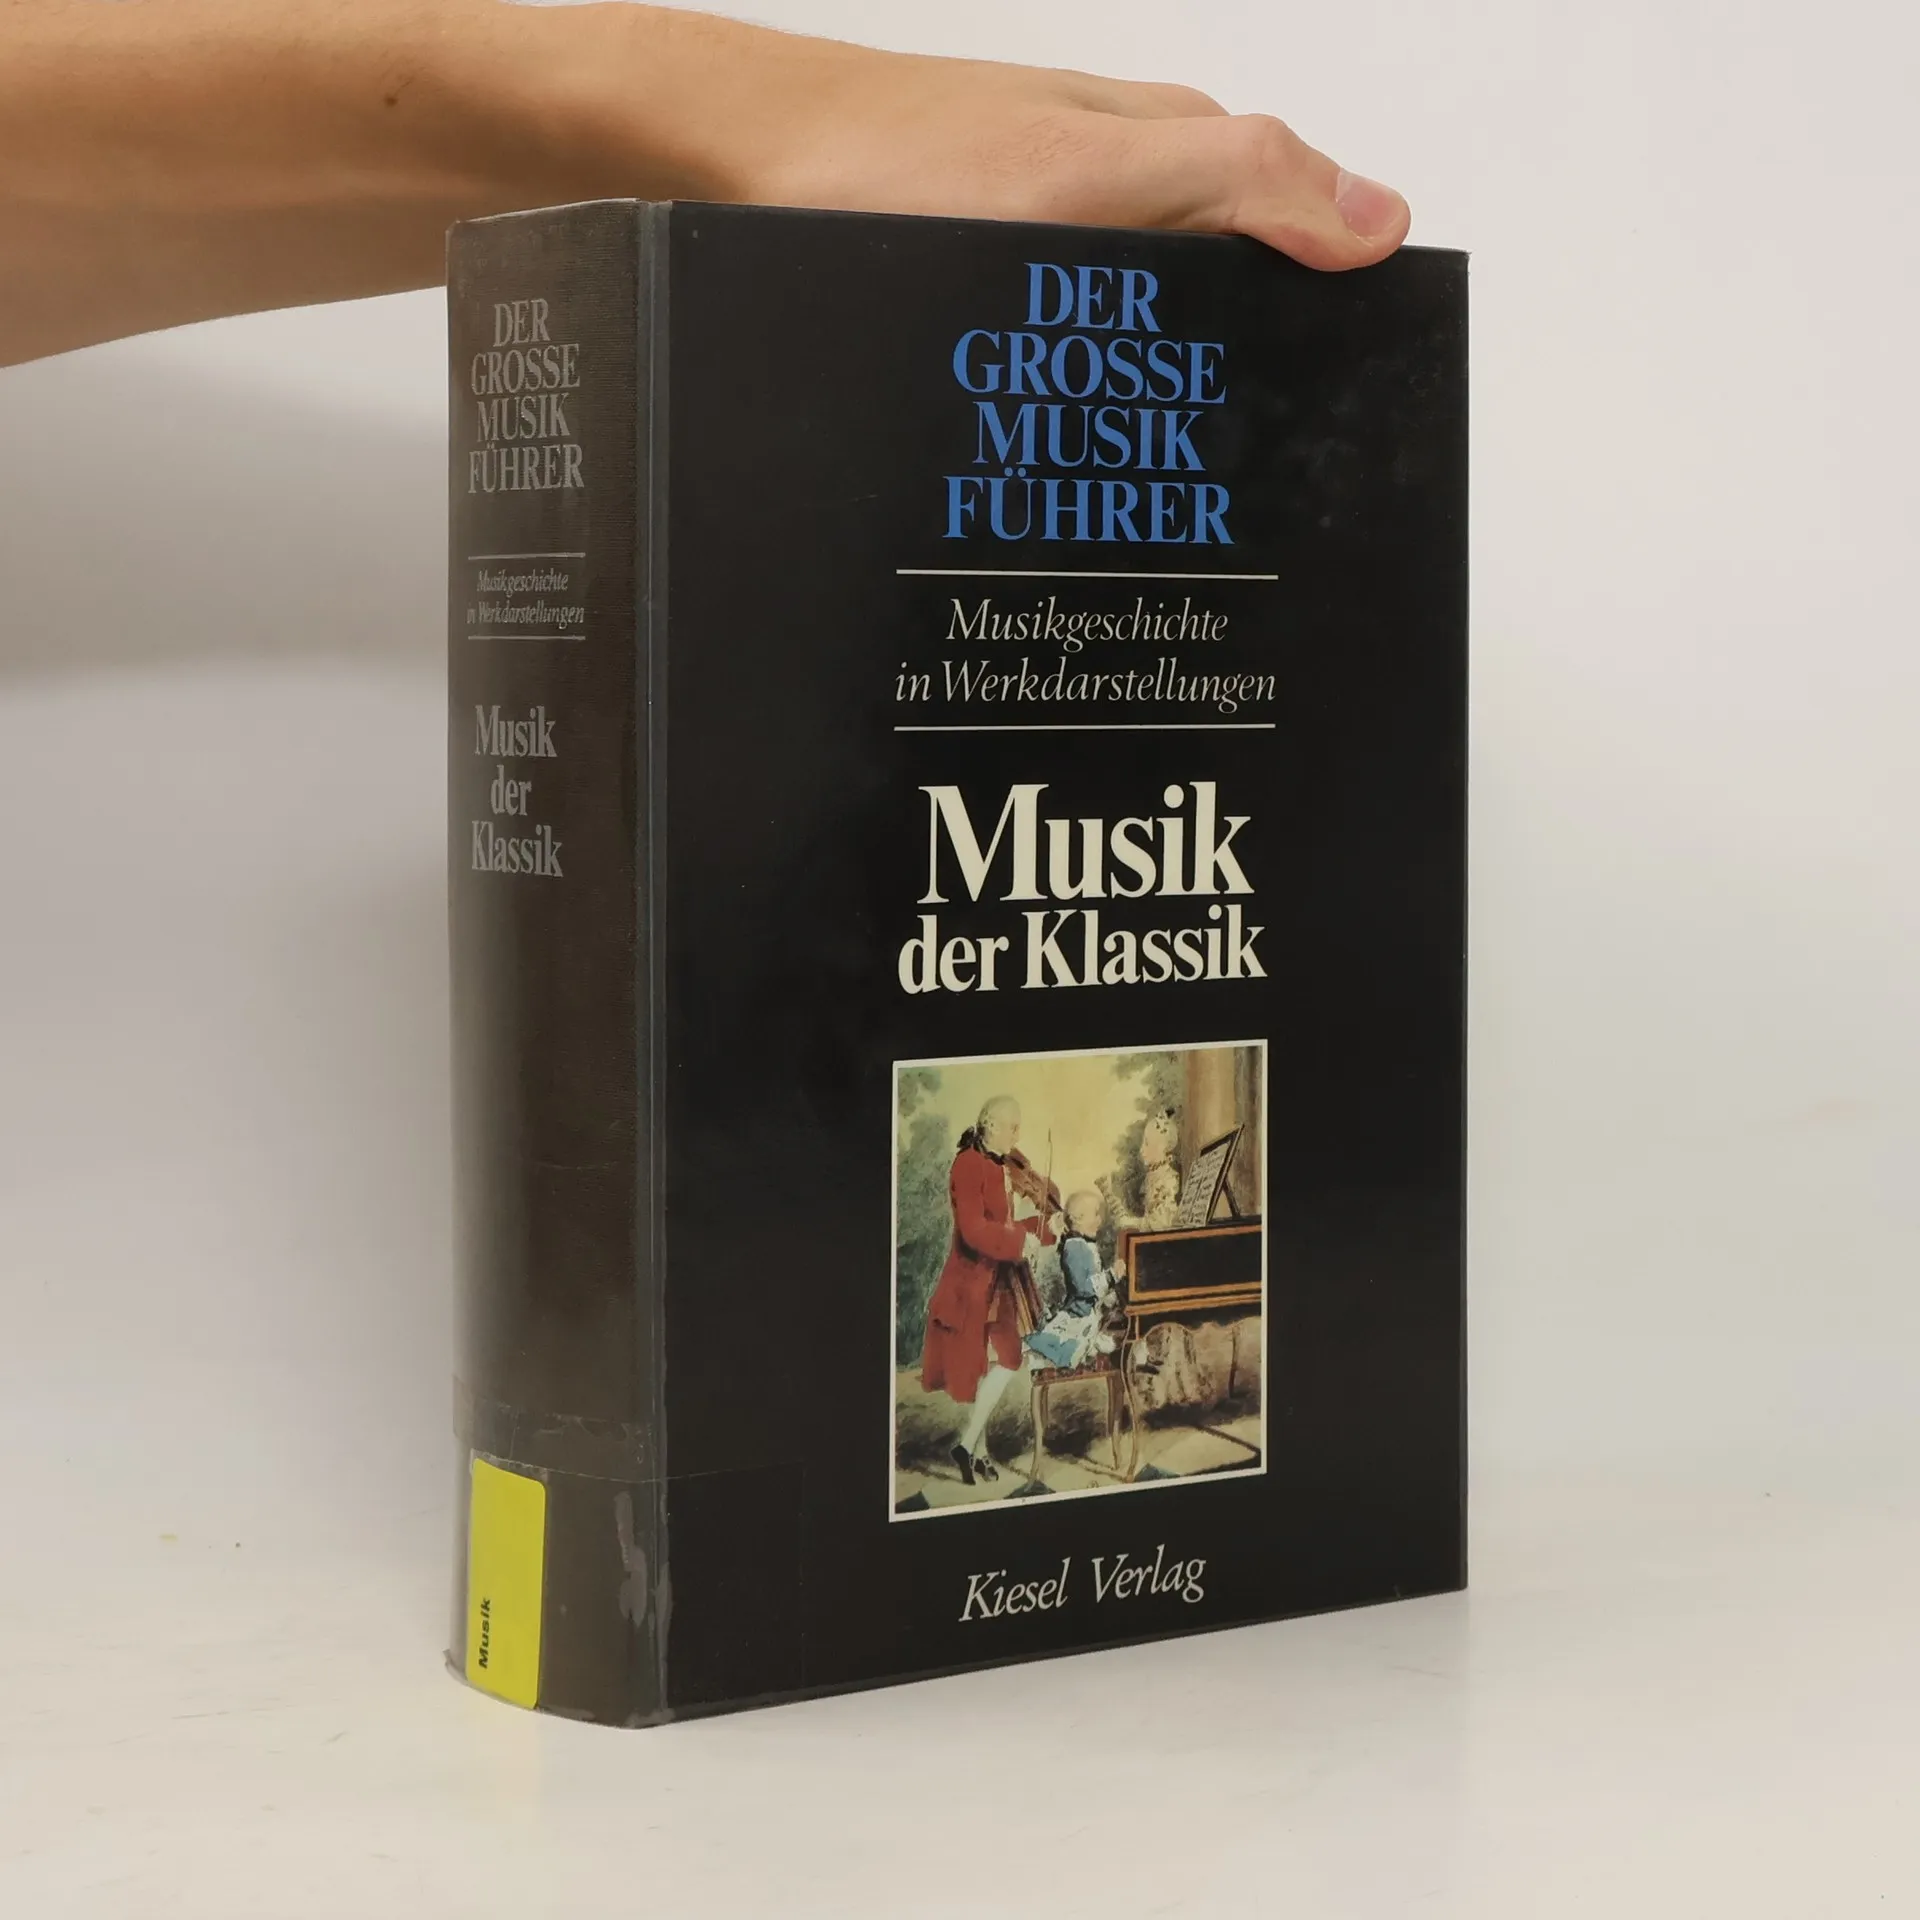 DER
GROSSE
MUSIK
FÜHRER
Musikgeschichte
in Werkdarstellungen
Musik
der
Klassik
Musik
DER
GROSSE
MUSIK
FÜHRER
Musikgeschichte
in Werkdarstellungen
Musik
der Klassik
Kiesel Verlag